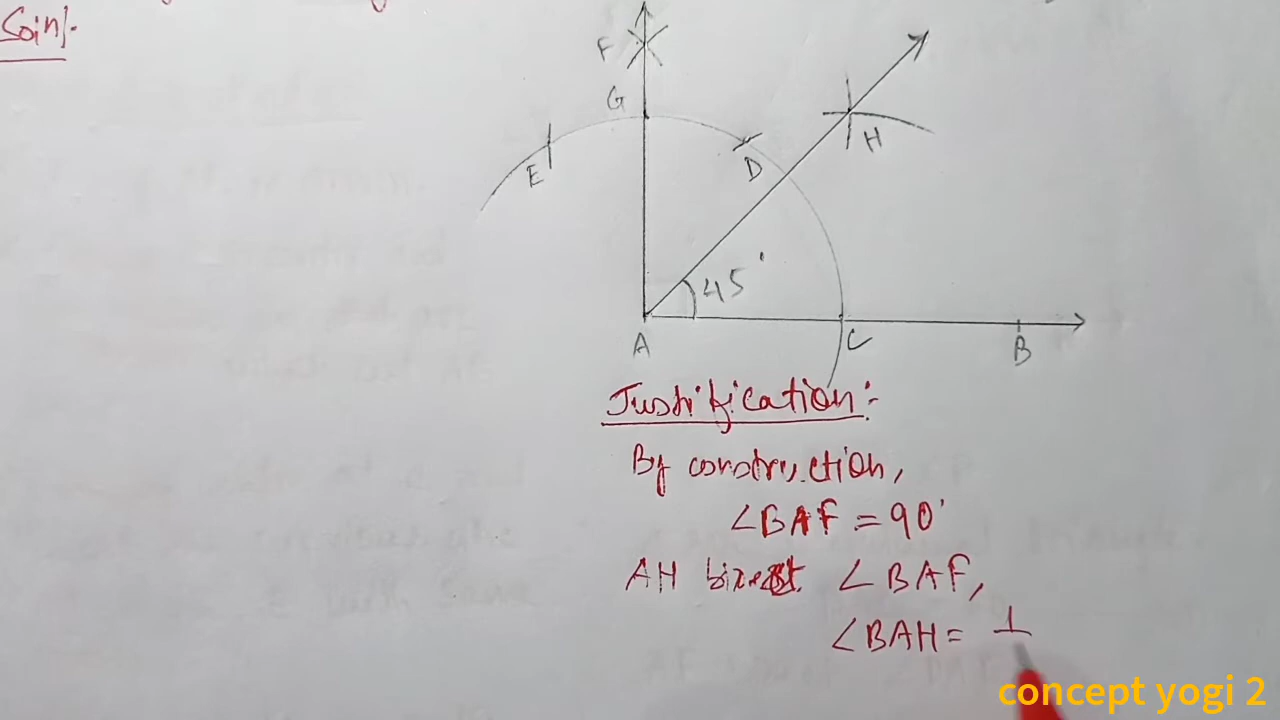 Soln:-
F
G
E
D
H
45°
A
C
B
Justification:-
By construction,
∠BAF = 90°
AH bisect ∠BAF,
∠BAH = 1
concept yogi 2